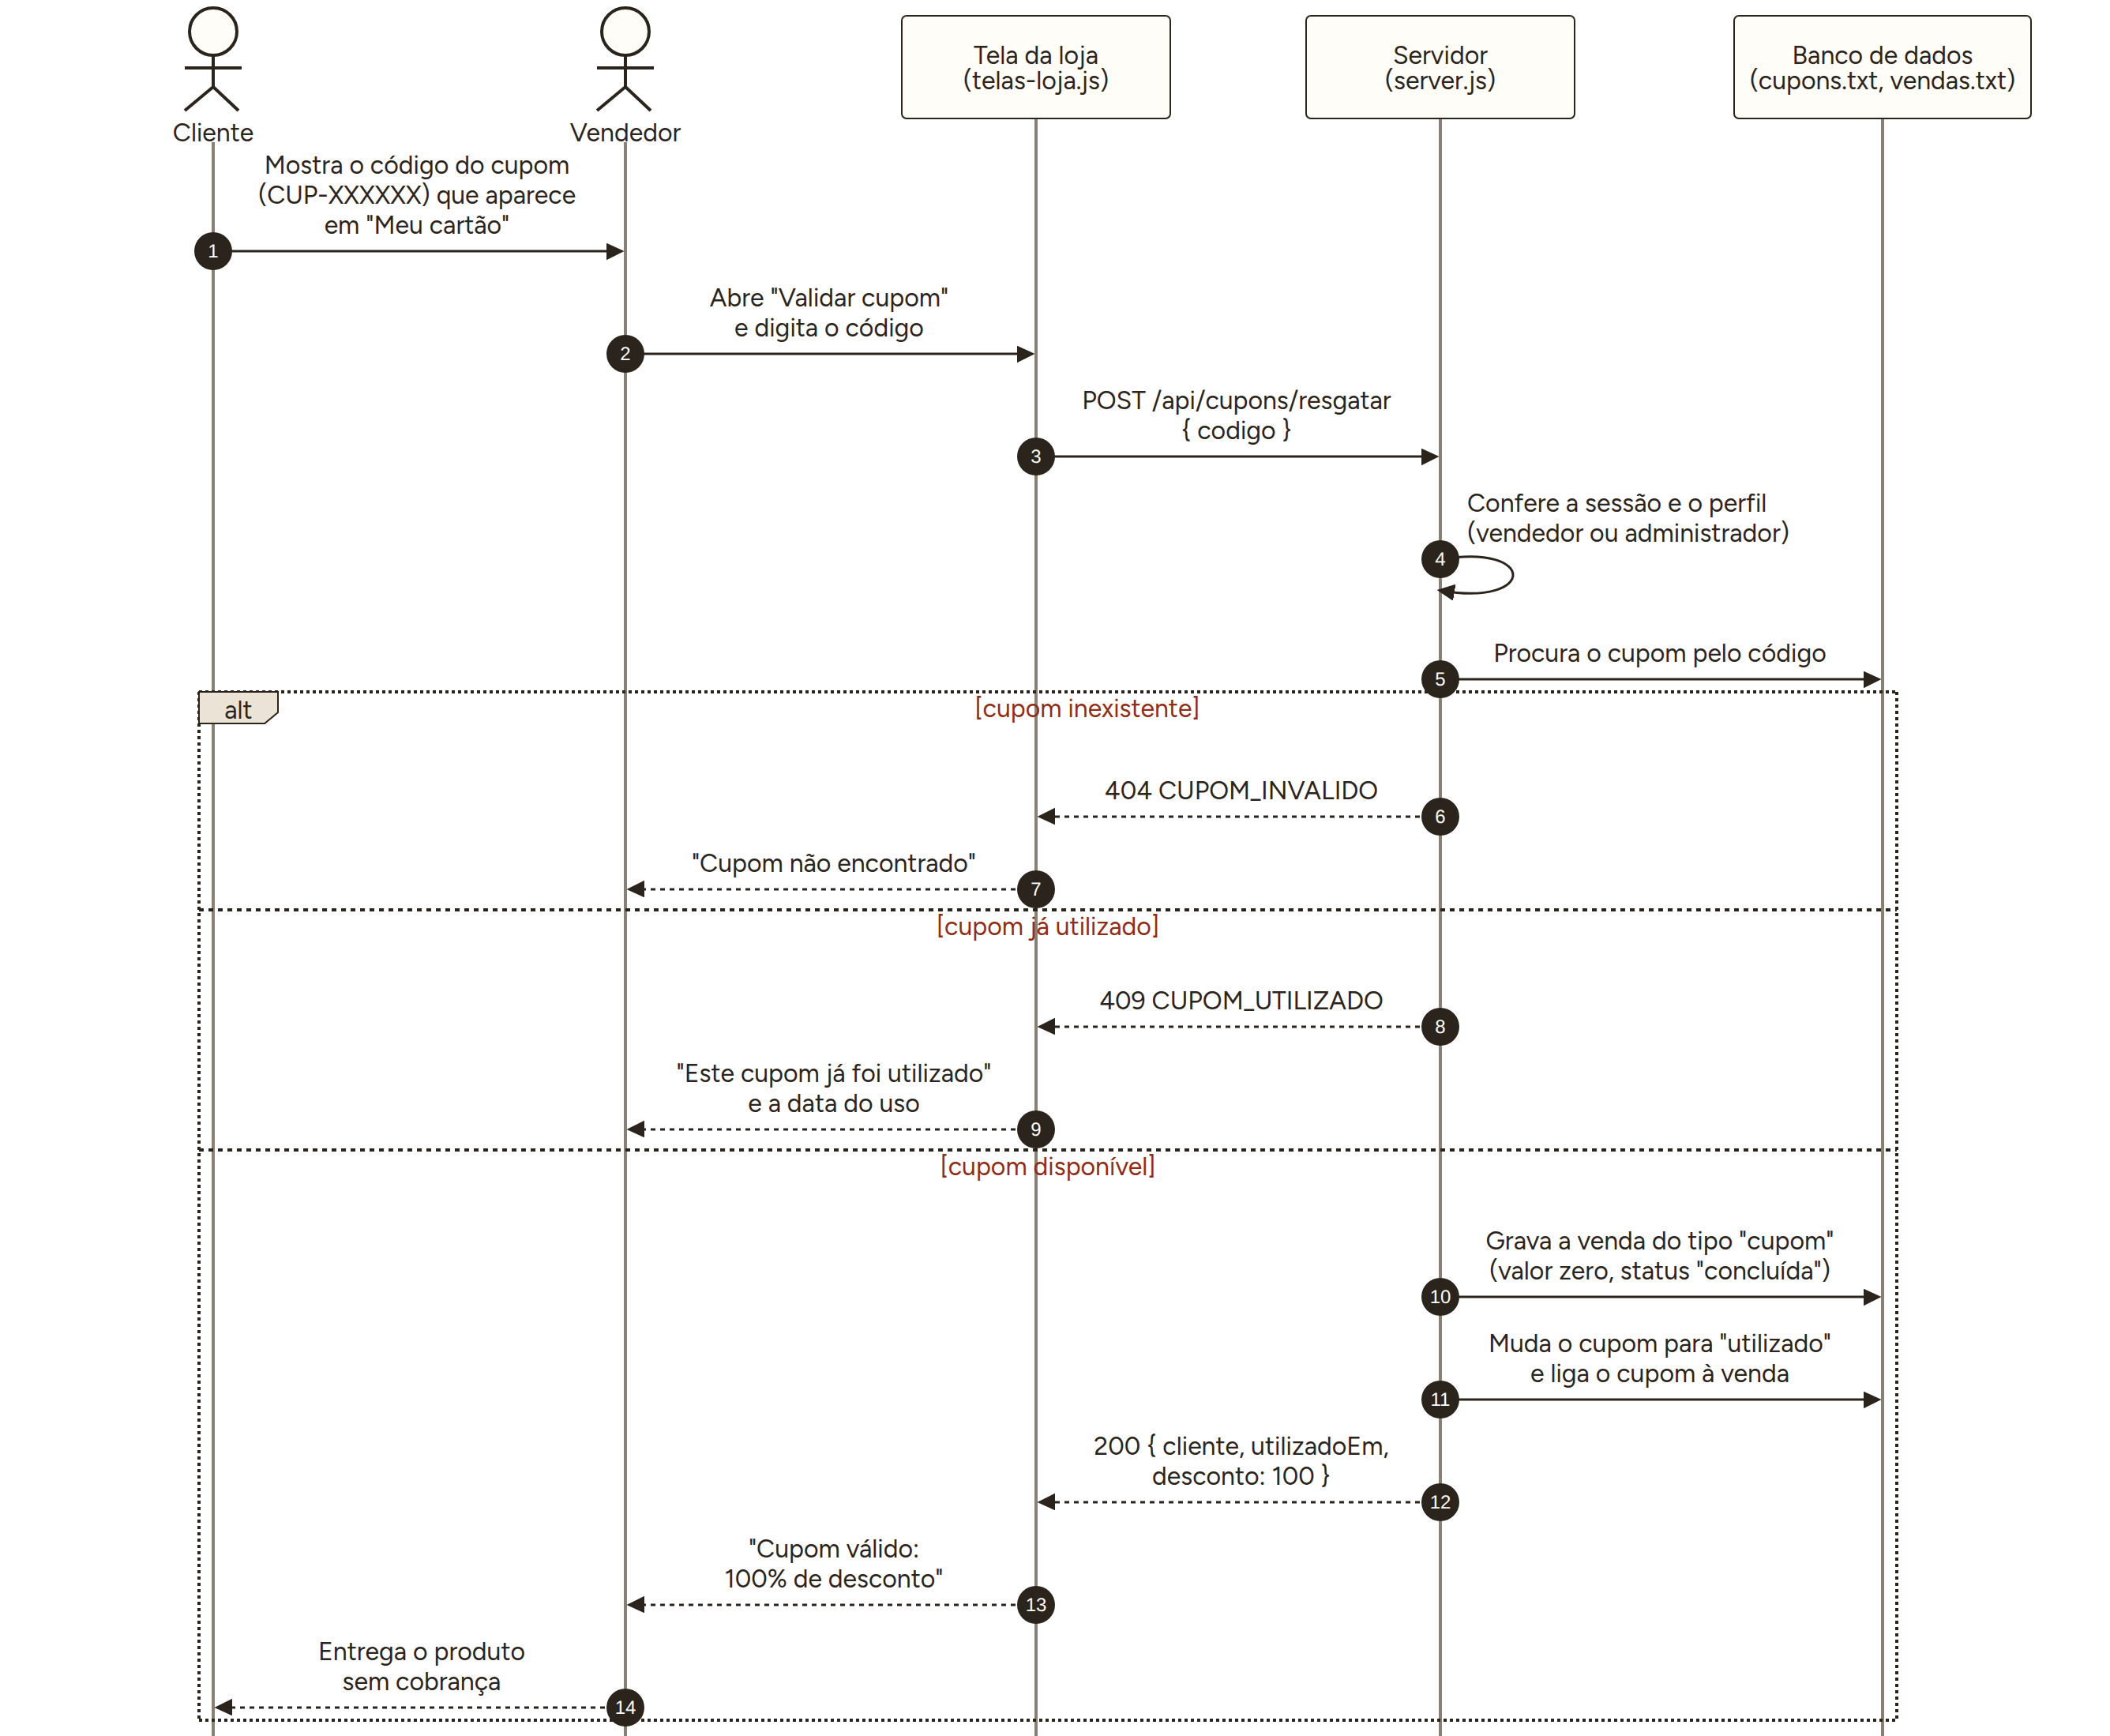 Cliente
Vendedor
Tela da loja
(telas-loja.js)
Servidor
(server.js)
Banco de dados
(cupons.txt, vendas.txt)
Mostra o código do cupom
(CUP-XXXXXX) que aparece
em "Meu cartão"
1
Abre "Validar cupom"
e digita o código
2
POST /api/cupons/resgatar
{ codigo }
3
Confere a sessão e o perfil
(vendedor ou administrador)
4
Procura o cupom pelo código
5
alt
[cupom inexistente]
404 CUPOM_INVALIDO
6
"Cupom não encontrado"
7
[cupom já utilizado]
409 CUPOM_UTILIZADO
8
"Este cupom já foi utilizado"
e a data do uso
9
[cupom disponível]
Grava a venda do tipo "cupom"
(valor zero, status "concluída")
10
Muda o cupom para "utilizado"
e liga o cupom à venda
11
200 { cliente, utilizadoEm,
desconto: 100 }
12
"Cupom válido:
100% de desconto"
13
Entrega o produto
sem cobrança
14